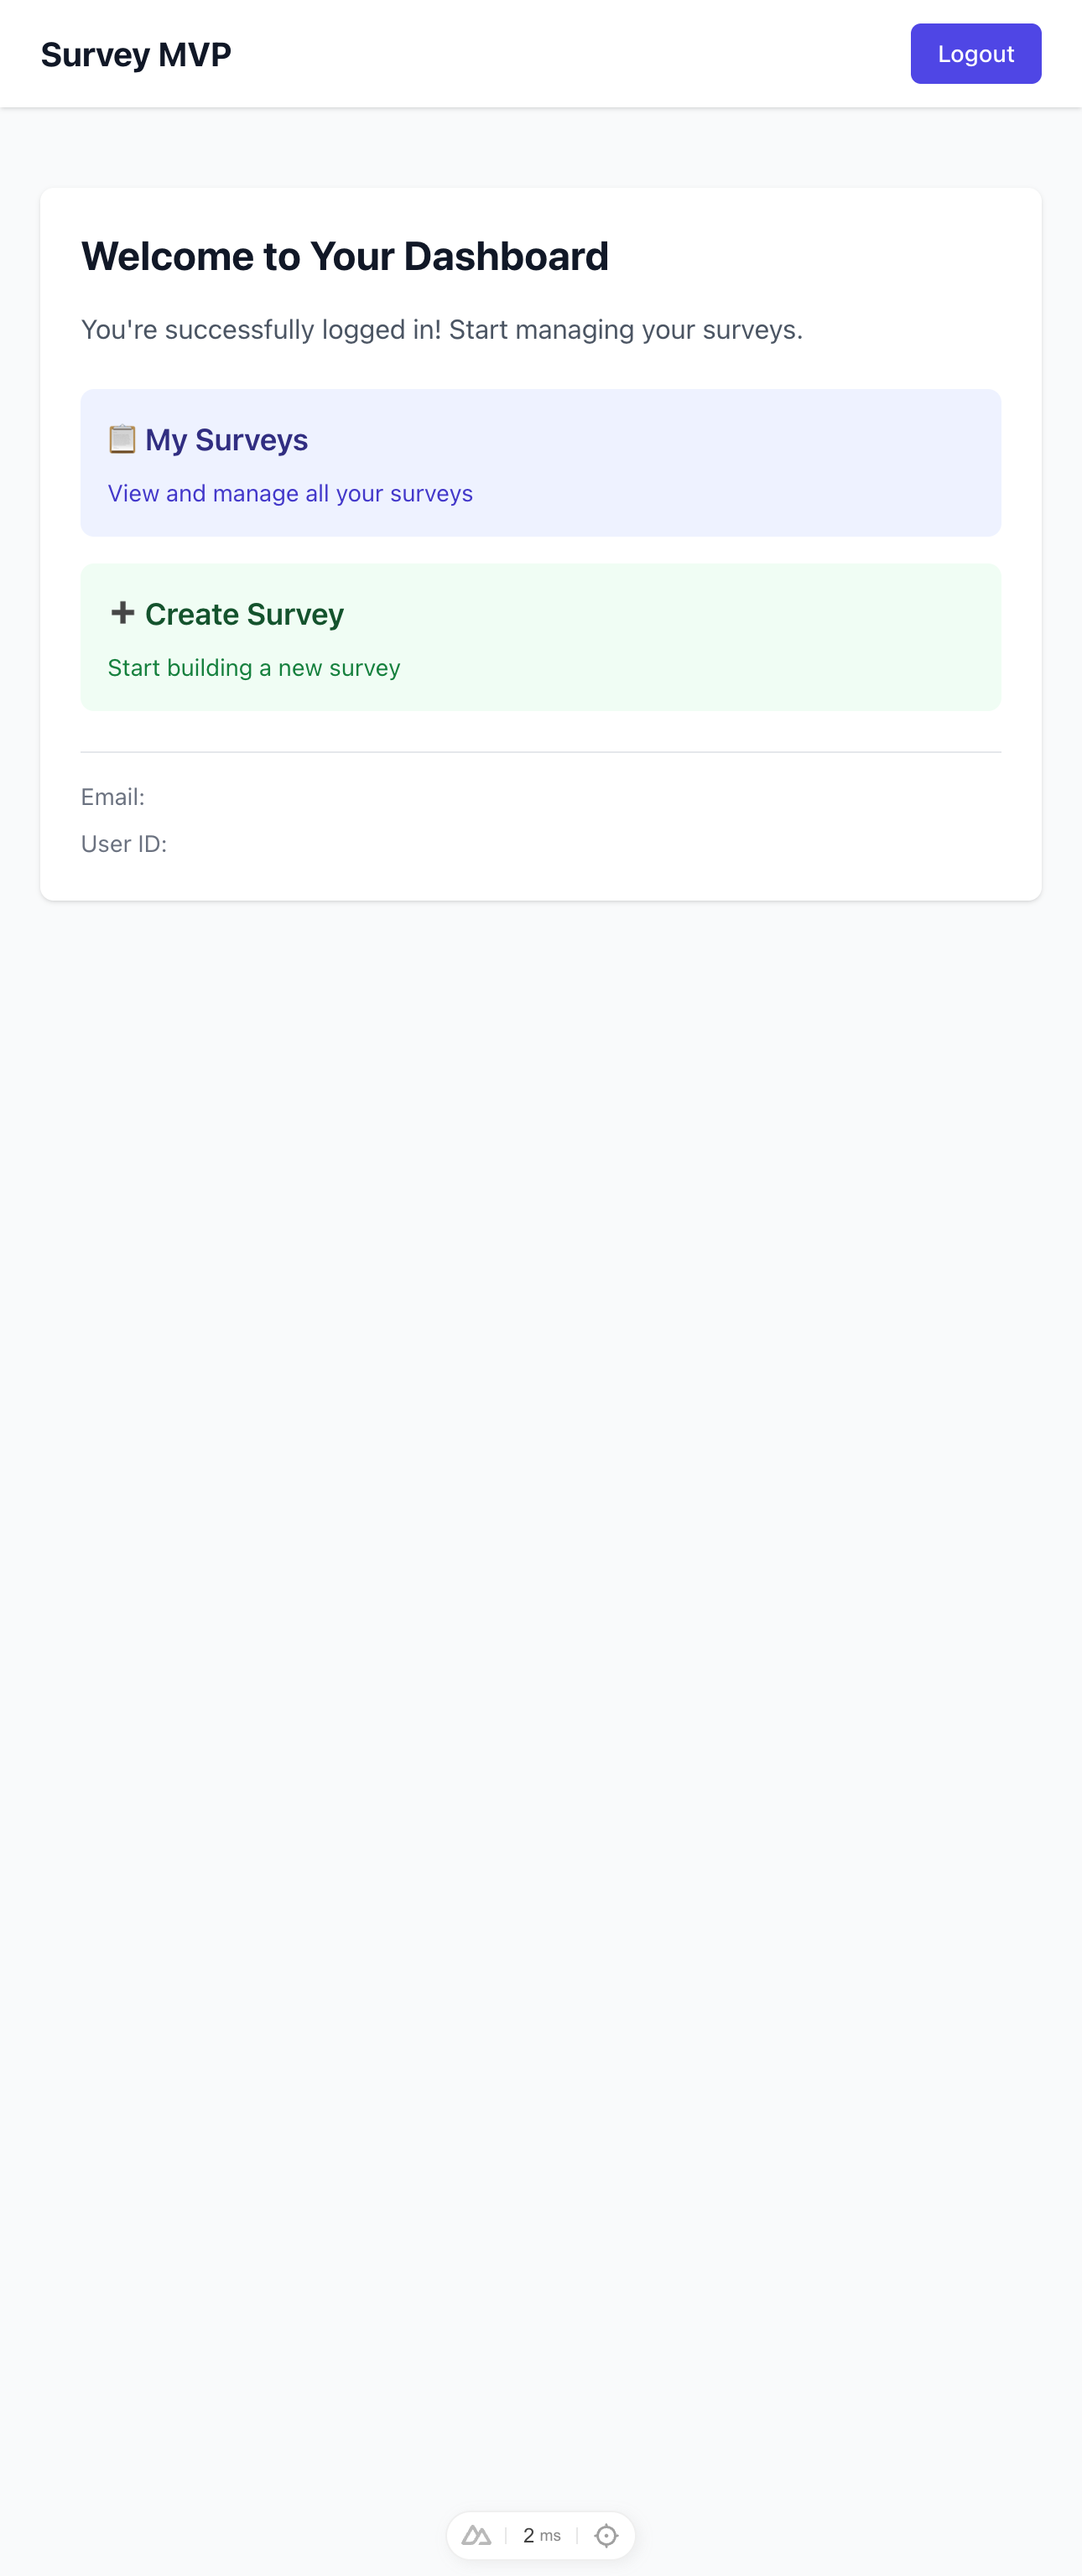 Survey MVP
Logout
Welcome to Your Dashboard
You're successfully logged in! Start managing your surveys.
📋 My Surveys
View and manage all your surveys
➕ Create Survey
Start building a new survey
Email:
User ID:
2 ms